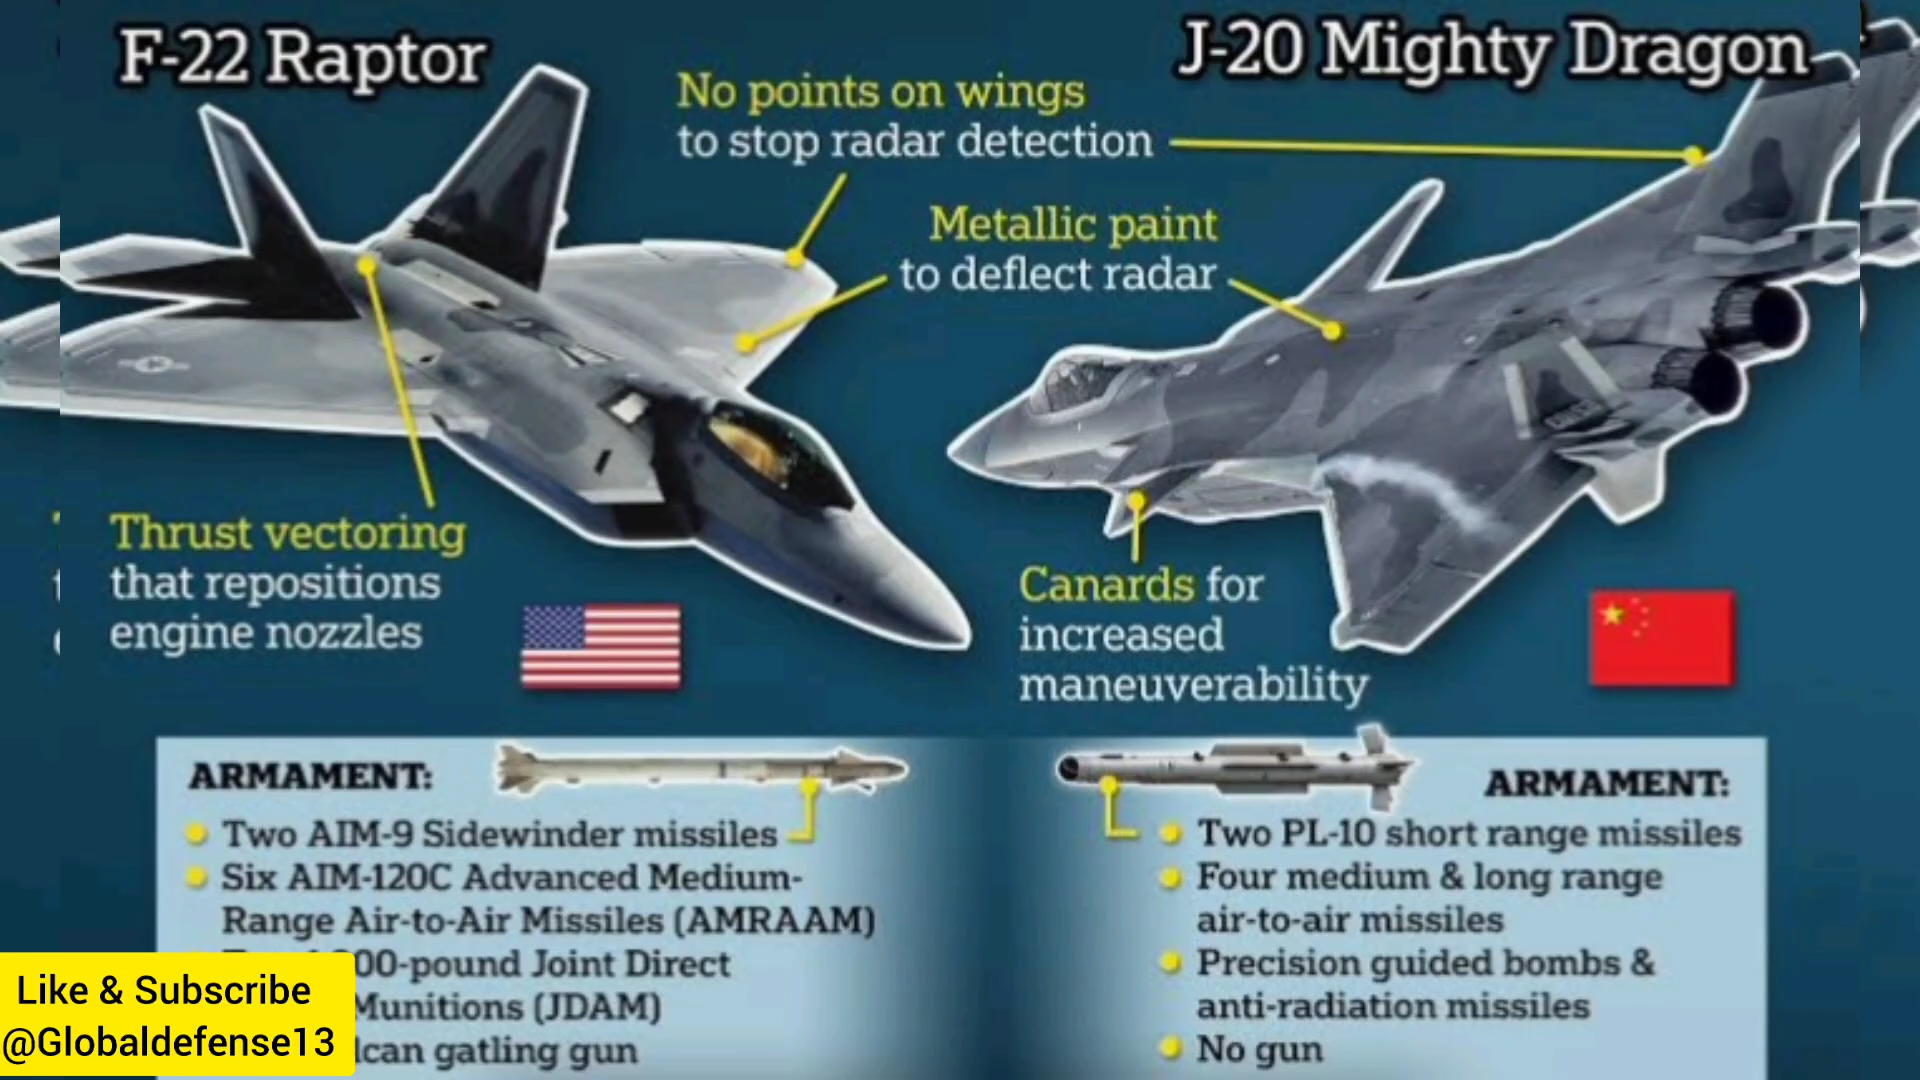 F-22 Raptor
J-20 Mighty Dragon
No points on wings
to stop radar detection
Metallic paint
to deflect radar
Thrust vectoring
that repositions
engine nozzles
Canards for
increased
maneuverability
ARMAMENT:
Two AIM-9 Sidewinder missiles
Six AIM-120C Advanced Medium-
Range Air-to-Air Missiles (AMRAAM)
00-pound Joint Direct
Munitions (JDAM)
lcan gatling gun
ARMAMENT:
Two PL-10 short range missiles
Four medium & long range
air-to-air missiles
Precision guided bombs &
anti-radiation missiles
No gun
Like & Subscribe
@Globaldefense13